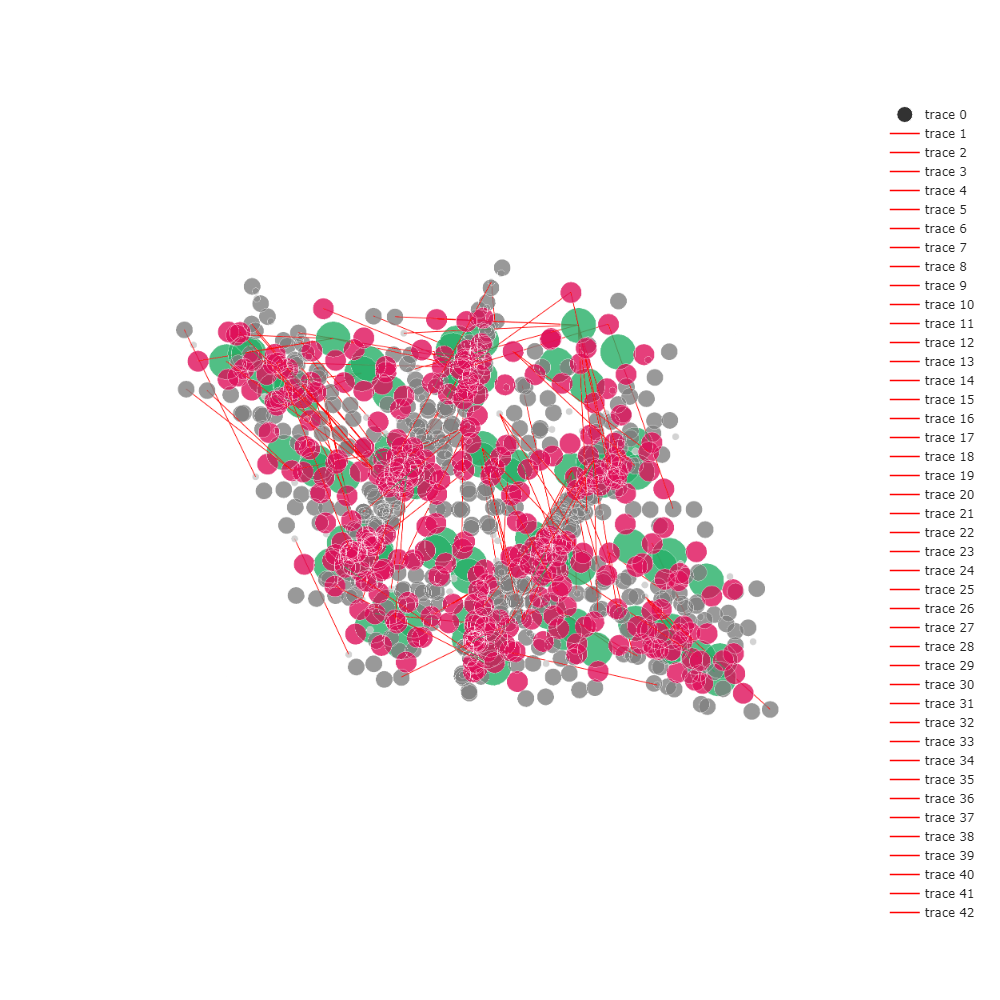 trace 0
trace 1
trace 2
trace 3
trace 4
trace 5
trace 6
trace 7
trace 8
trace 9
trace 10
trace 11
trace 12
trace 13
trace 14
trace 15
trace 16
trace 17
trace 18
trace 19
trace 20
trace 21
trace 22
trace 23
trace 24
trace 25
trace 26
trace 27
trace 28
trace 29
trace 30
trace 31
trace 32
trace 33
trace 34
trace 35
trace 36
trace 37
trace 38
trace 39
trace 40
trace 41
trace 42